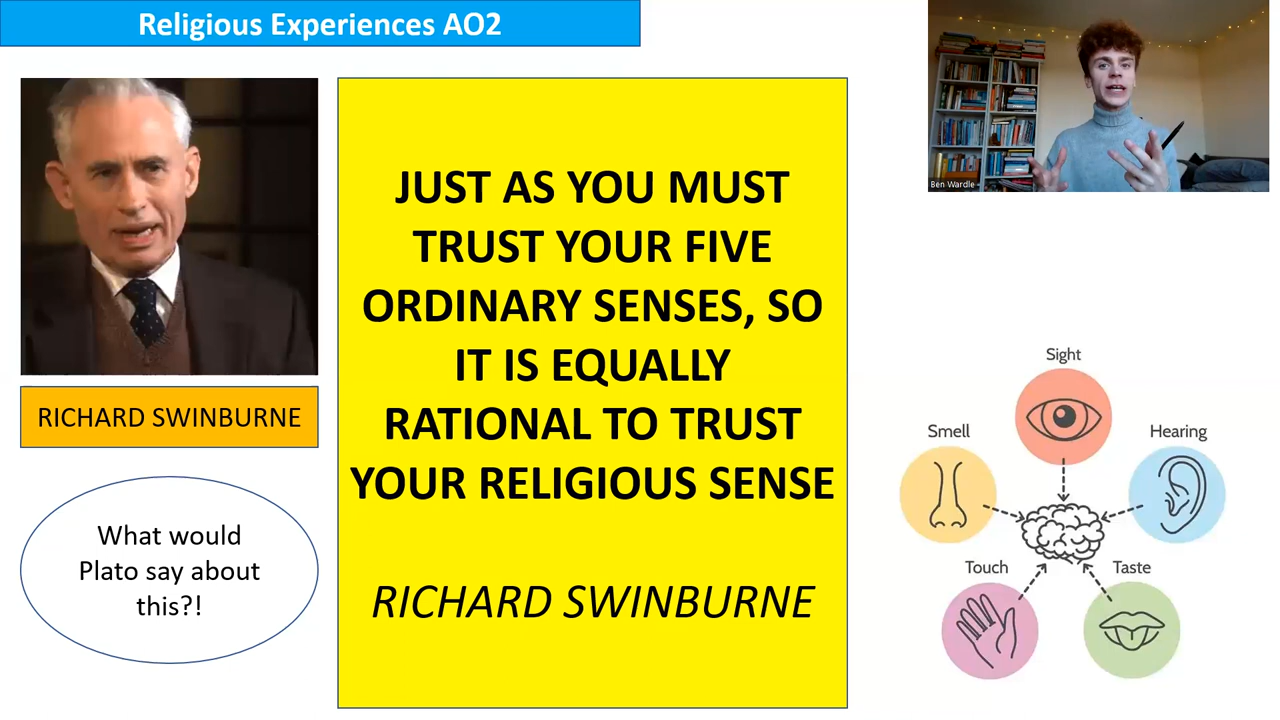 Religious Experiences AO2
Ben Wardle
JUST AS YOU MUST
TRUST YOUR FIVE
ORDINARY SENSES, SO
IT IS EQUALLY
RATIONAL TO TRUST
YOUR RELIGIOUS SENSE
RICHARD SWINBURNE
RICHARD SWINBURNE
What would
Plato say about
this?!
Sight
Smell
Hearing
Touch
Taste